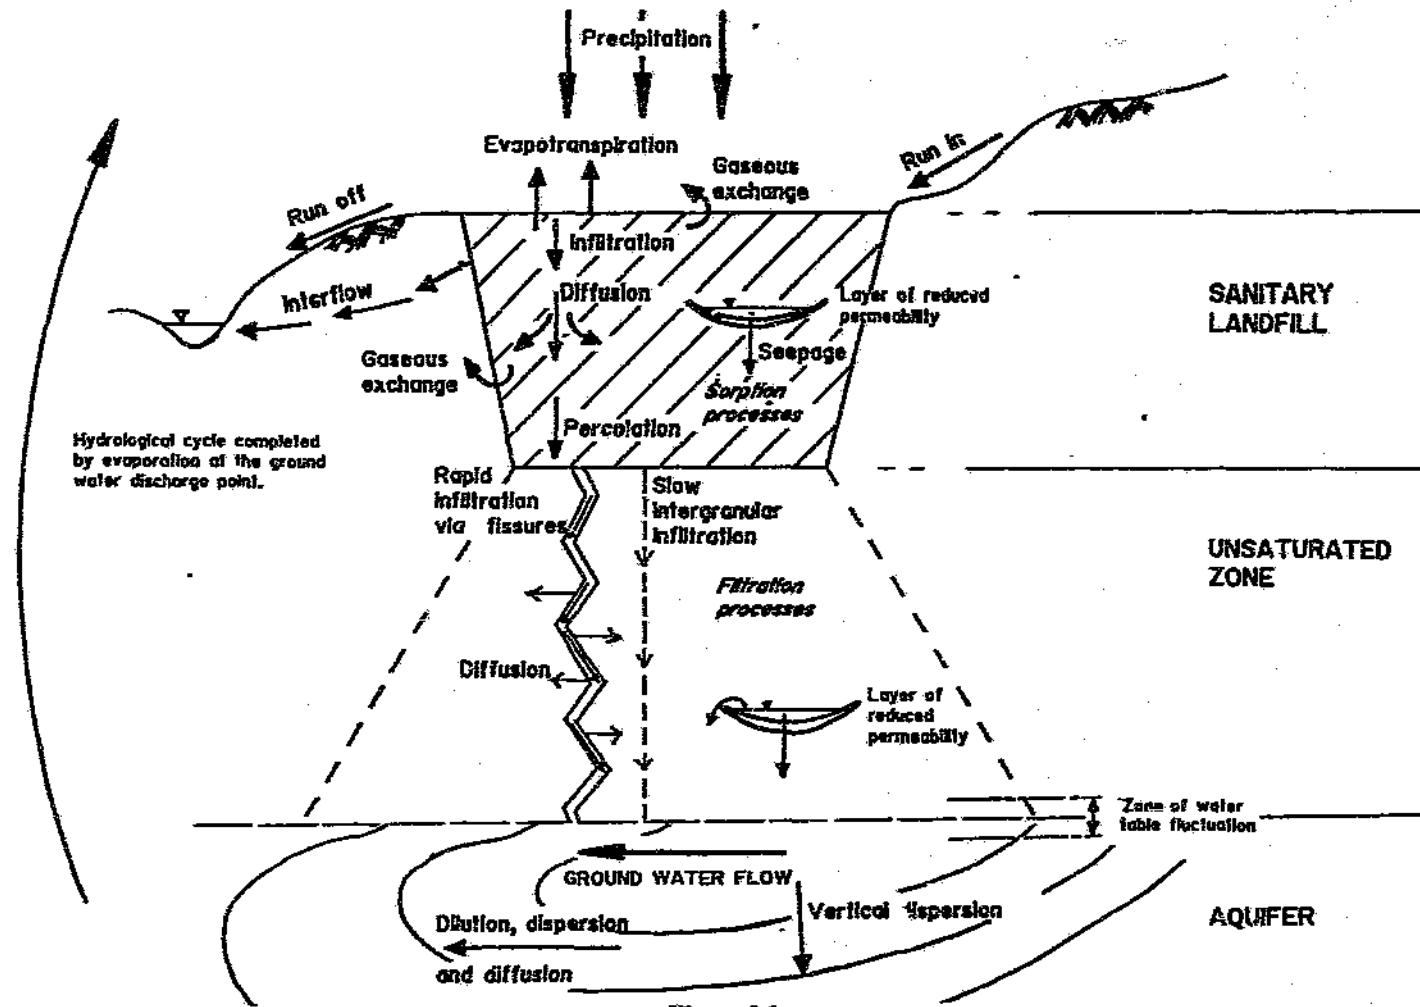 Precipitation
Evapotranspiration
Gaseous
exchange
Run in
Run off
Infiltration
Interflow
Diffusion
Layer of reduced
permeability
SANITARY
LANDFILL
Seepage
Gaseous
exchange
Sorption
processes
Percolation
Hydrological cycle completed
by evaporation at the ground
water discharge point.
Rapid
infiltration
via fissures
Slow
intergranular
infiltration
UNSATURATED
ZONE
Filtration
processes
Diffusion
Layer of
reduced
permeability
Zone of water
table fluctuation
GROUND WATER FLOW
Vertical dispersion
AQUIFER
Dilution, dispersion
and diffusion